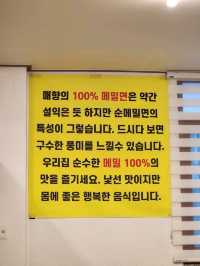 매향의 100% 메밀면은 약간
설익은 듯 하지만 순메밀면의
특성이 그렇습니다. 드시다 보면
구수한 풍미를 느낄수 있습니다.
우리집 순수한 메밀 100%의
맛을 즐기세요. 낯선 맛이지만
몸에 좋은 행복한 음식입니다.